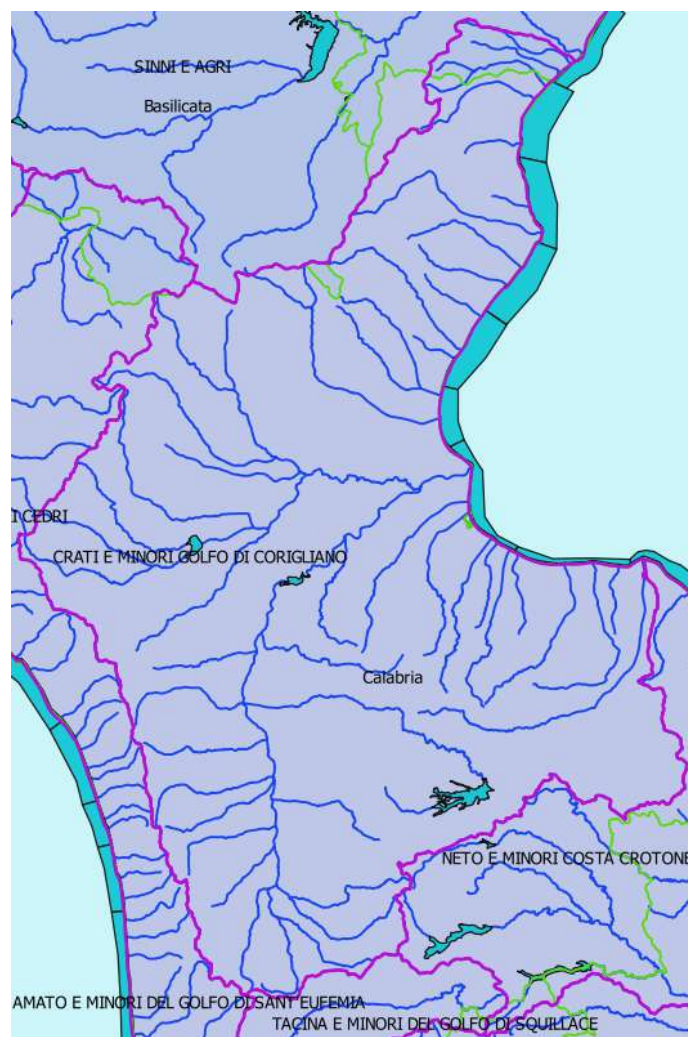 SINNI E AGRI
Basilicata
I CEDRI
CRATI E MINORI GOLFO DI CORIGLIANO
Calabria
NETO E MINORI COSTA CROTONE
AMATO E MINORI DEL GOLFO DI SANT'EUFEMIA
TACINA E MINORI DEL GOLFO DI SQUILLACE